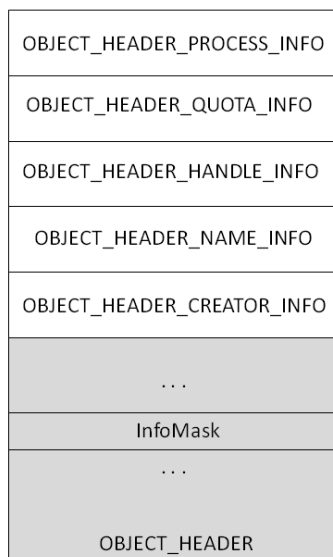 OBJECT_HEADER_PROCESS_INFO
OBJECT_HEADER_QUOTA_INFO
OBJECT_HEADER_HANDLE_INFO
OBJECT_HEADER_NAME_INFO
OBJECT_HEADER_CREATOR_INFO
. . .
InfoMask
. . .
OBJECT_HEADER